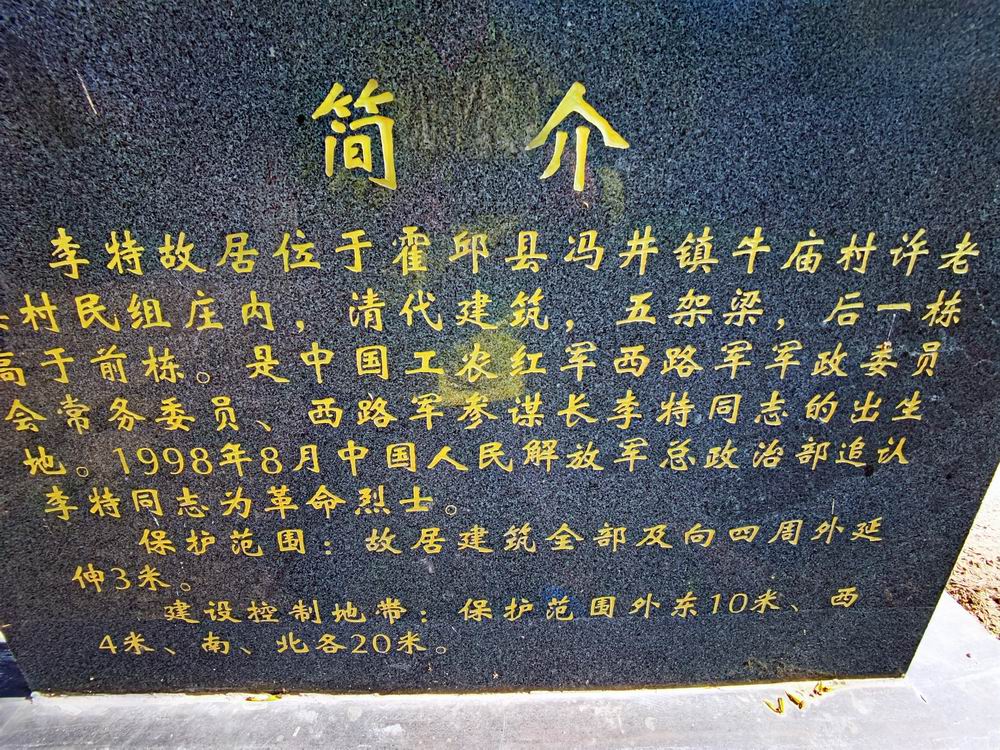 简 介
李特故居位于霍邱县冯井镇牛庙村许老
村民组庄内，清代建筑，五架梁，后一栋
高于前栋。是中国工农红军西路军军政委员
会常务委员、西路军参谋长李特同志的出生
地。1998年8月中国人民解放军总政治部追认
李特同志为革命烈士。
保护范围：故居建筑全部及向四周外延
伸3米。
建设控制地带：保护范围外东10米、西
4米、南、北各20米。